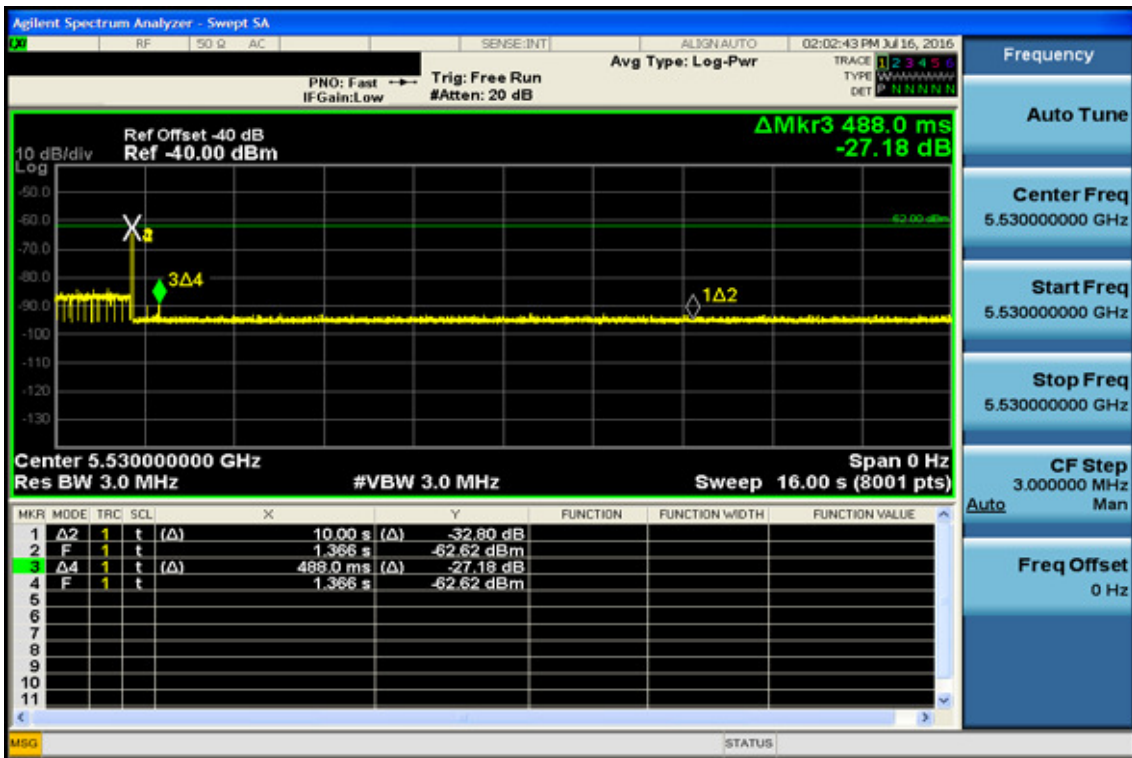 Agilent Spectrum Analyzer - Swept SA
LXI RF 50 Ω AC SENSE:INT ALIGN AUTO 02:02:43 PM Jul 16, 2016
PNO: Fast IFGain:Low
Trig: Free Run
#Atten: 20 dB
Avg Type: Log-Pwr
TRACE 1 2 3 4 5 6
TYPE WWWWWWW
DET P N N N N N
ΔMkr3 488.0 ms
-27.18 dB
Ref Offset -40 dB
10 dB/div Ref -40.00 dBm
Log
-50.0
-60.0
-62.00 dBm
-70.0
-80.0
-90.0
-100
-110
-120
-130
X
3Δ4
1Δ2
Center 5.530000000 GHz Span 0 Hz
Res BW 3.0 MHz #VBW 3.0 MHz Sweep 16.00 s (8001 pts)
MKR MODE TRC SCL X Y FUNCTION FUNCTION WIDTH FUNCTION VALUE
1 Δ2 1 t (Δ) 10.00 s (Δ) -32.80 dB
2 F 1 t 1.366 s -62.62 dBm
3 Δ4 1 t (Δ) 488.0 ms (Δ) -27.18 dB
4 F 1 t 1.366 s -62.62 dBm
5
6
7
8
9
10
11
MSG STATUS
Frequency
Auto Tune
Center Freq
5.530000000 GHz
Start Freq
5.530000000 GHz
Stop Freq
5.530000000 GHz
CF Step
3.000000 MHz
Auto Man
Freq Offset
0 Hz